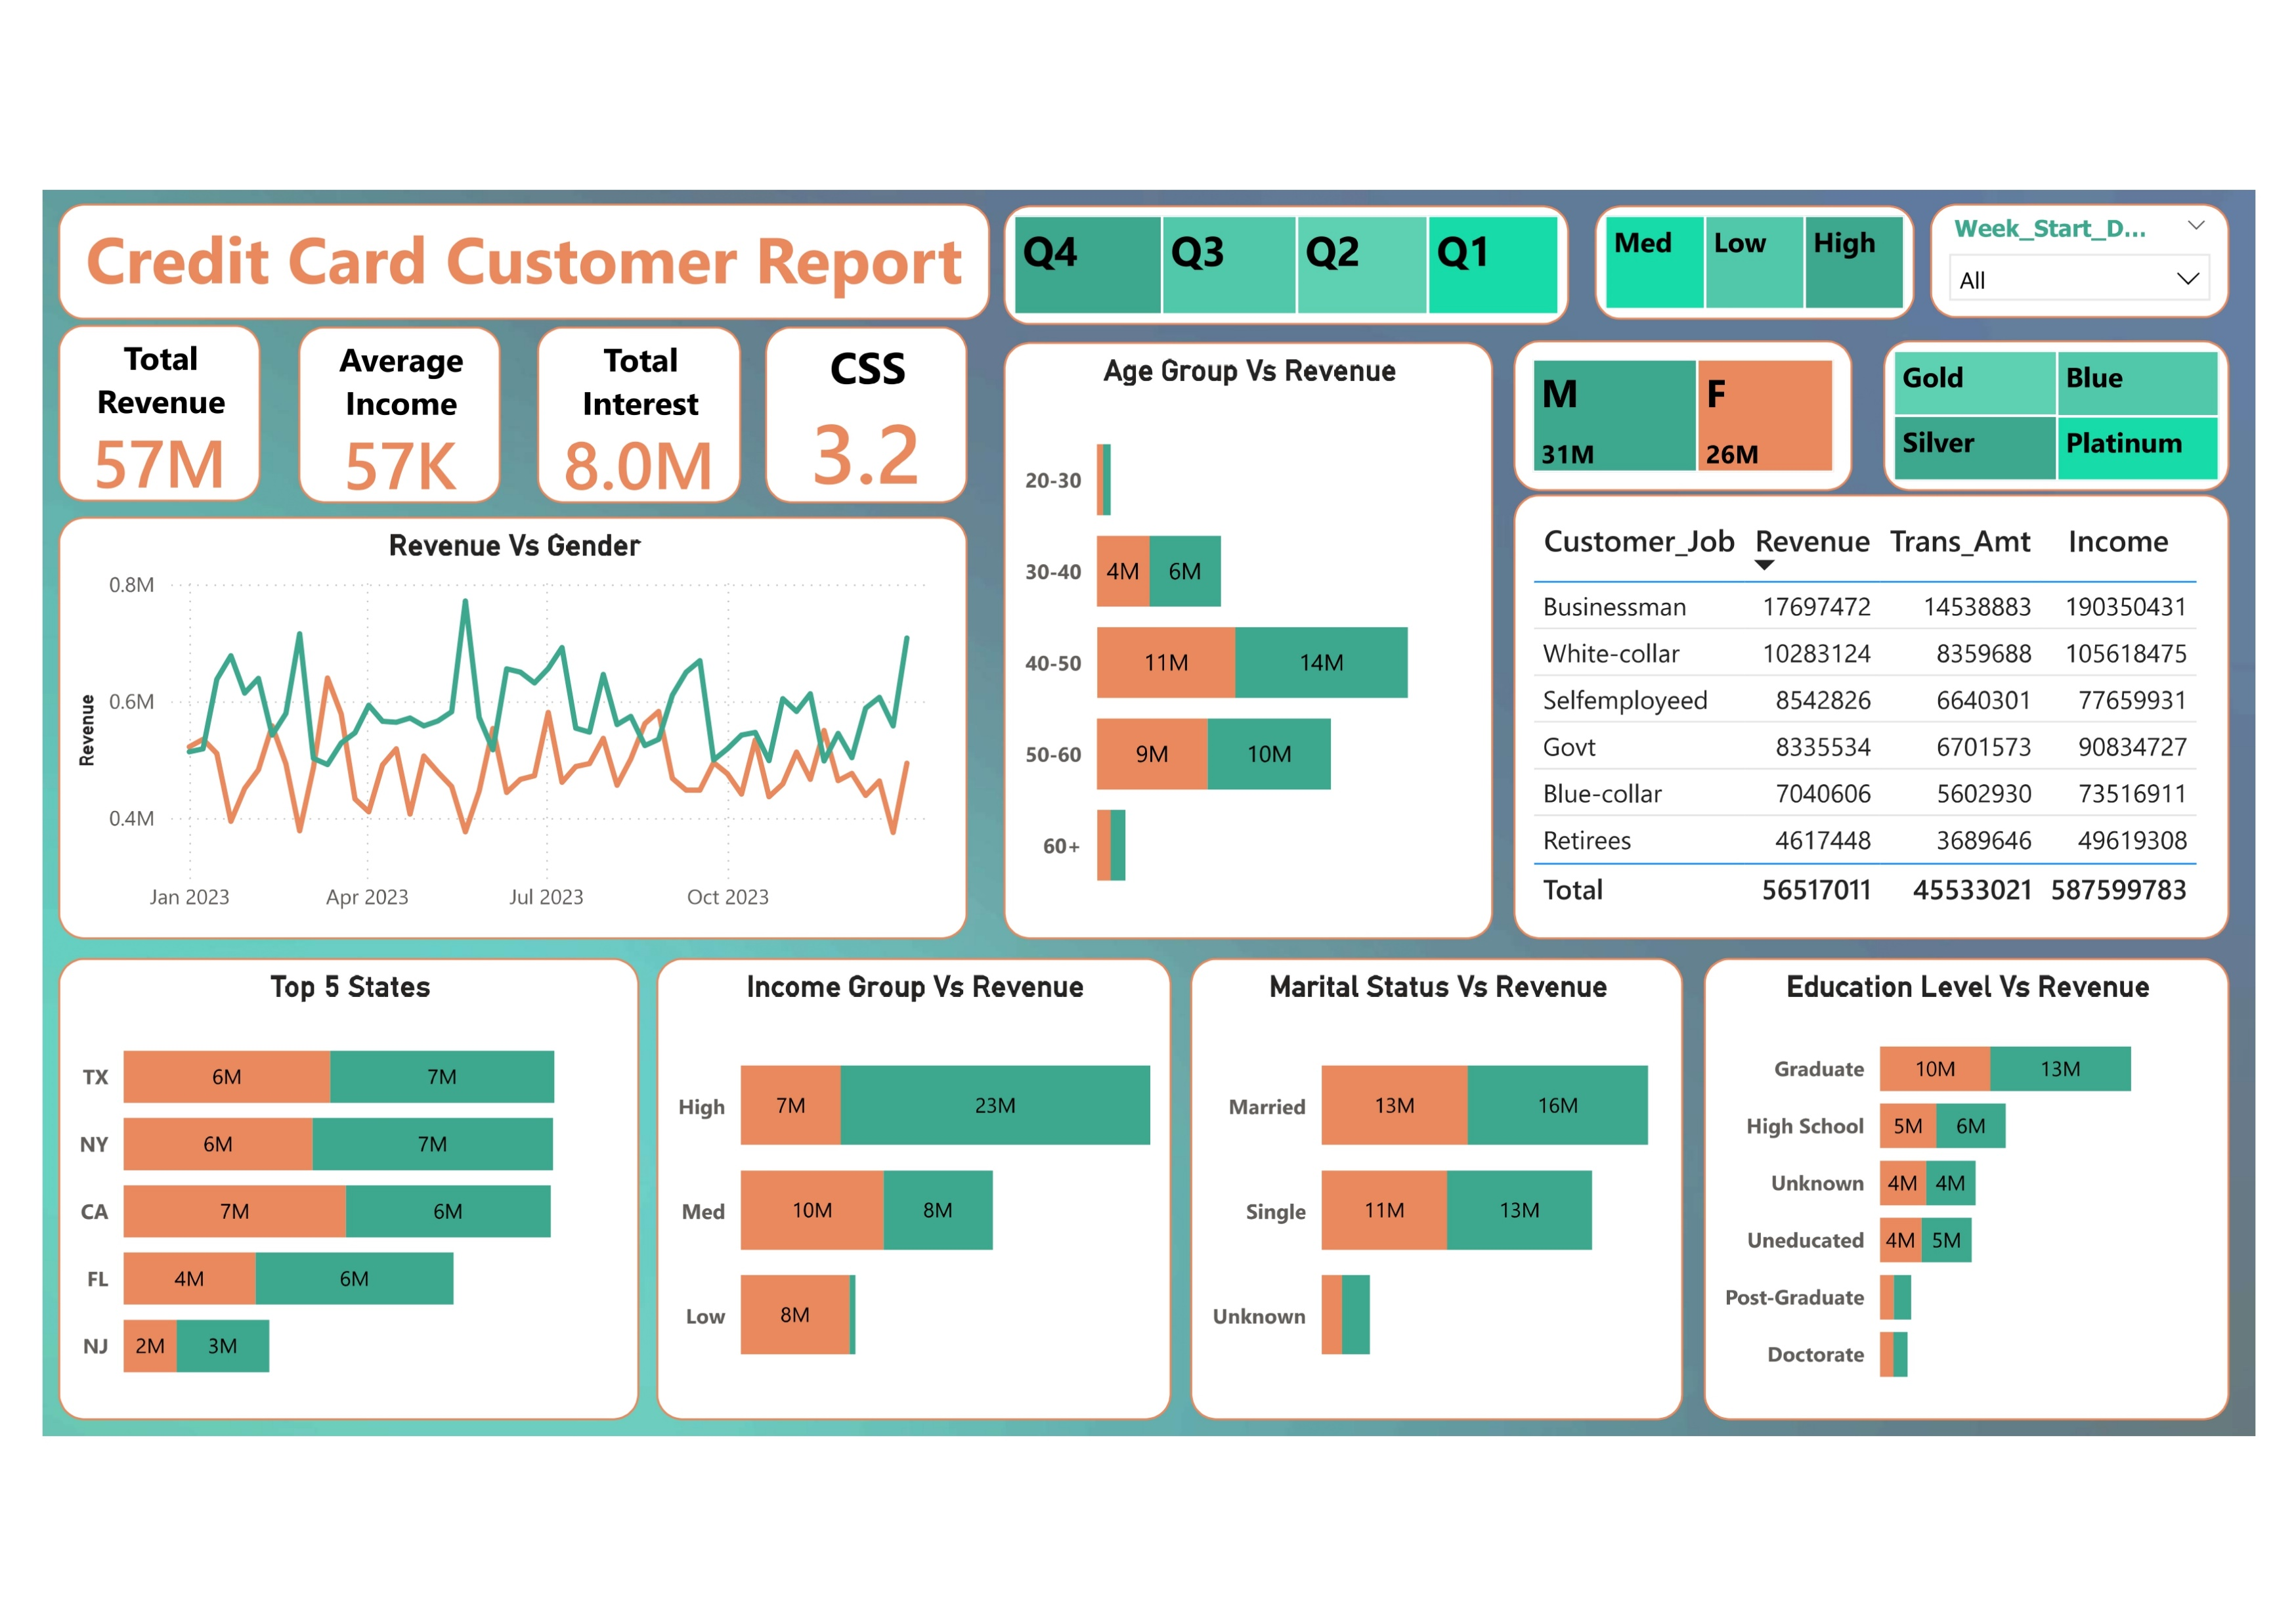 Credit Card Customer Report
Q4 Q3 Q2 Q1
Med Low High
Week_Start_D...
All
Total
Revenue
57M
Average
Income
57K
Total
Interest
8.0M
CSS
3.2
Revenue Vs Gender
Revenue
0.8M
0.6M
0.4M
Jan 2023 Apr 2023 Jul 2023 Oct 2023
Age Group Vs Revenue
20-30
30-40 4M 6M
40-50 11M 14M
50-60 9M 10M
60+
M F
31M 26M
Gold Blue
Silver Platinum
Customer_Job Revenue Trans_Amt Income
Businessman 17697472 14538883 190350431
White-collar 10283124 8359688 105618475
Selfemployeed 8542826 6640301 77659931
Govt 8335534 6701573 90834727
Blue-collar 7040606 5602930 73516911
Retirees 4617448 3689646 49619308
Total 56517011 45533021 587599783
Top 5 States
TX 6M 7M
NY 6M 7M
CA 7M 6M
FL 4M 6M
NJ 2M 3M
Income Group Vs Revenue
High 7M 23M
Med 10M 8M
Low 8M
Marital Status Vs Revenue
Married 13M 16M
Single 11M 13M
Unknown
Education Level Vs Revenue
Graduate 10M 13M
High School 5M 6M
Unknown 4M 4M
Uneducated 4M 5M
Post-Graduate
Doctorate